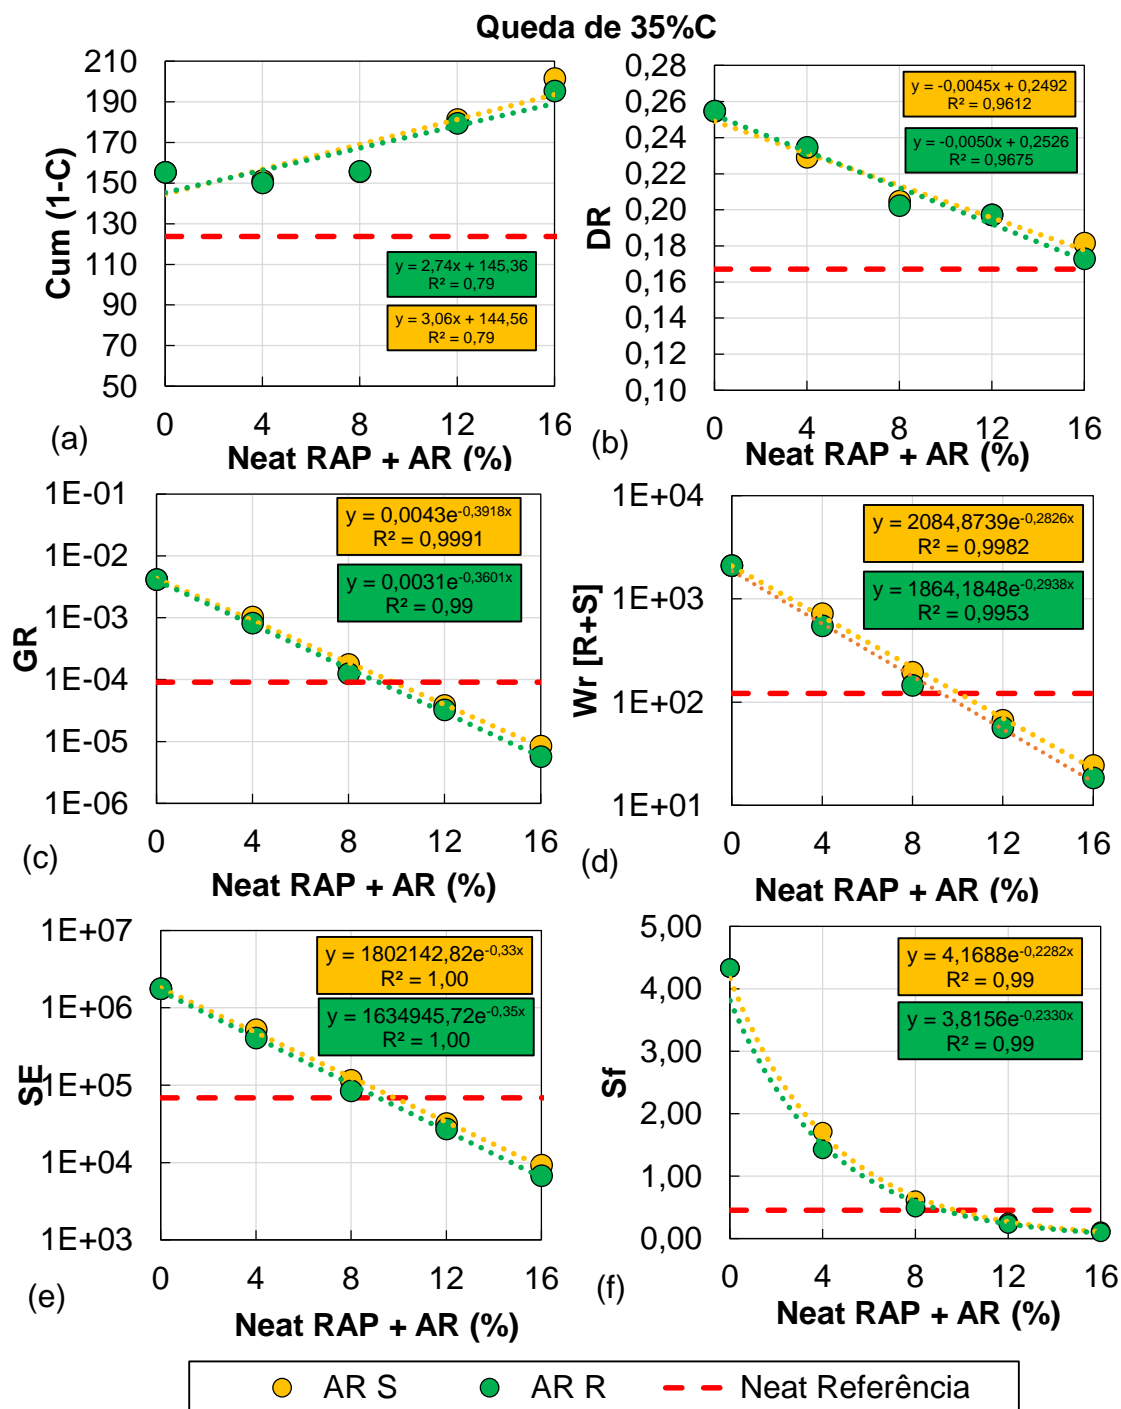 Queda de 35%C
Cum (1-C)
210
190
170
150
130
110
90
70
50
0 4 8 12 16
y = 2,74x + 145,36
R² = 0,79
y = 3,06x + 144,56
R² = 0,79
(a)
Neat RAP + AR (%)
DR
0,28
0,26
0,24
0,22
0,20
0,18
0,16
0,14
0,12
0,10
0 4 8 12 16
y = -0,0045x + 0,2492
R² = 0,9612
y = -0,0050x + 0,2526
R² = 0,9675
(b)
Neat RAP + AR (%)
GR
1E-01
1E-02
1E-03
1E-04
1E-05
1E-06
0 4 8 12 16
y = 0,0043e-0,3918x
R² = 0,9991
y = 0,0031e-0,3601x
R² = 0,99
(c)
Neat RAP + AR (%)
Wr [R+S]
1E+04
1E+03
1E+02
1E+01
0 4 8 12 16
y = 2084,8739e-0,2826x
R² = 0,9982
y = 1864,1848e-0,2938x
R² = 0,9953
(d)
Neat RAP + AR (%)
SE
1E+07
1E+06
1E+05
1E+04
1E+03
0 4 8 12 16
y = 1802142,82e-0,33x
R² = 1,00
y = 1634945,72e-0,35x
R² = 1,00
(e)
Neat RAP + AR (%)
Sf
5,00
4,00
3,00
2,00
1,00
0,00
0 4 8 12 16
y = 4,1688e-0,2282x
R² = 0,99
y = 3,8156e-0,2330x
R² = 0,99
(f)
Neat RAP + AR (%)
AR S AR R Neat Referência